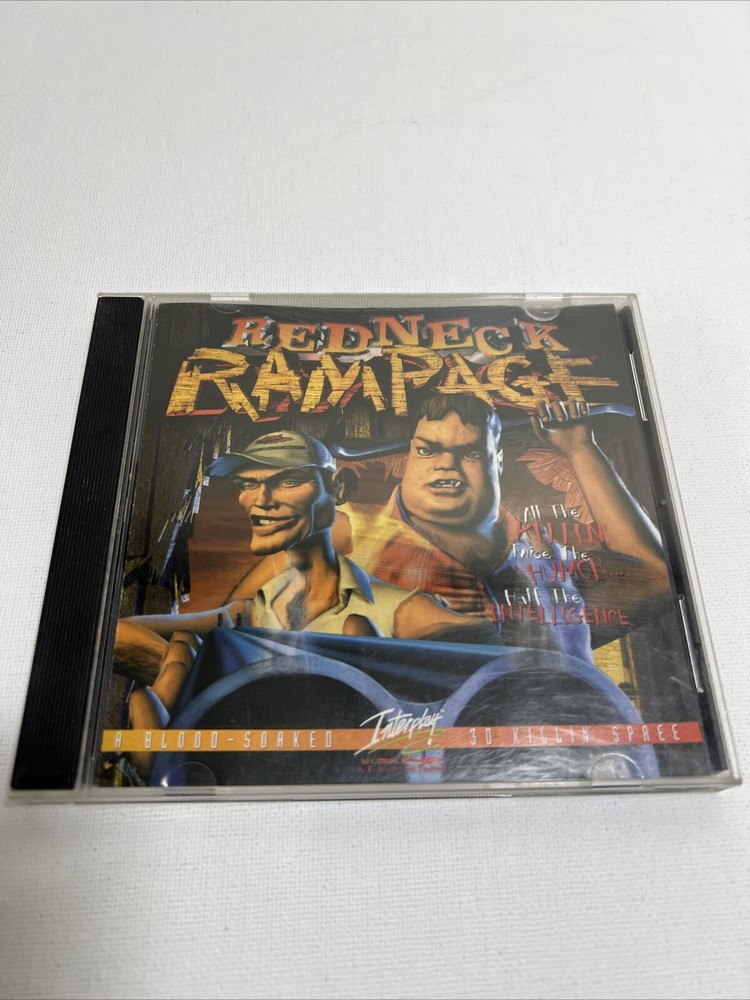 REDNECK
RAMPAGE
All The
KILLIN'
Twice The
HUMOR...
Half The
INTELLIGENCE
A BLOOD-SOAKED
Interplay
3D KILLIN SPREE